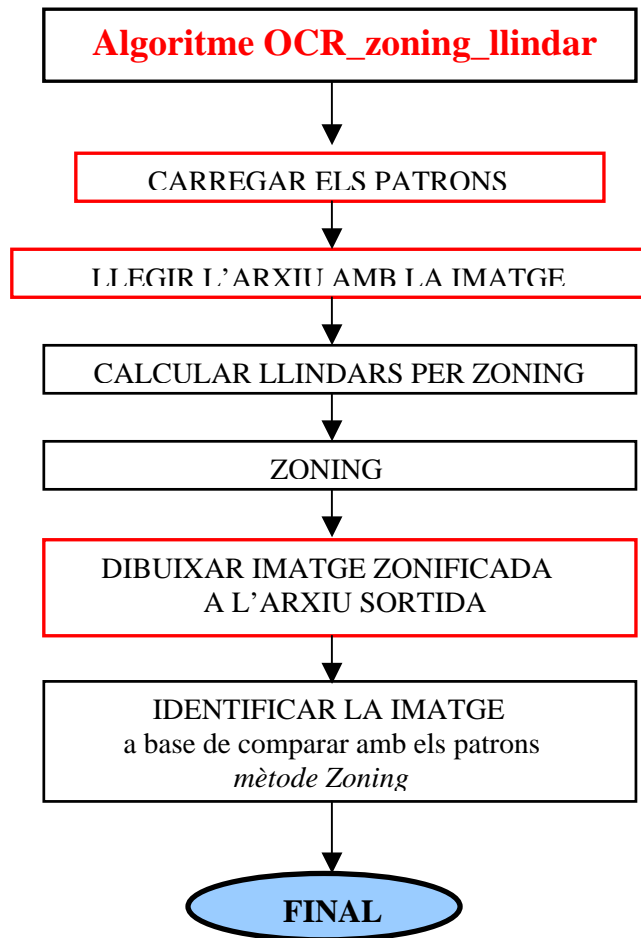 Algoritme OCR_zoning_llindar
CARREGAR ELS PATRONS
LLEGIR L'ARXIU AMB LA IMATGE
CALCULAR LLINDARS PER ZONING
ZONING
DIBUIXAR IMATGE ZONIFICADA
A L'ARXIU SORTIDA
IDENTIFICAR LA IMATGE
a base de comparar amb els patrons
mètode Zoning
FINAL